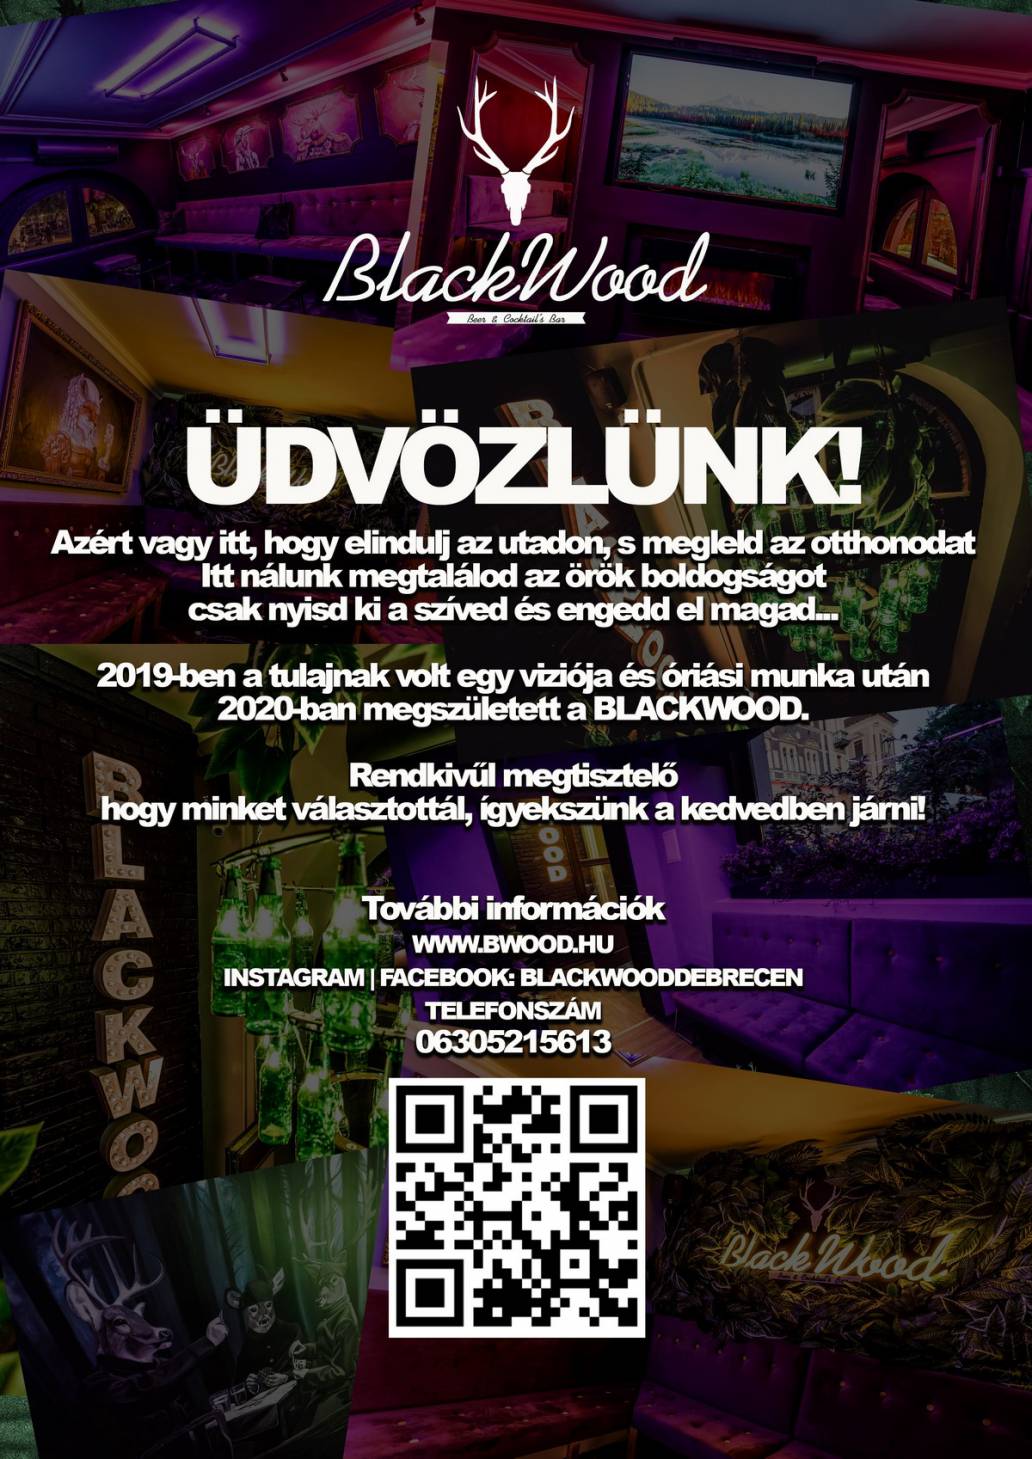 BlackWood
Beer & Cocktail's Bar
ÜDVÖZLÜNK!
Azért vagy itt, hogy elindulj az utadon, s megleld az otthonodat
Itt nálunk megtalálod az örök boldogságot
csak nyisd ki a szíved és engedd el magad...
2019-ben a tulajnak volt egy viziója és óriási munka után
2020-ban megszületett a BLACKWOOD.
Rendkivűl megtisztelő
hogy minket választottál, ígyekszünk a kedvedben járni!
További információk
WWW.BWOOD.HU
INSTAGRAM | FACEBOOK: BLACKWOODDEBRECEN
TELEFONSZÁM
06305215613
BLACKWOO
BlackWood